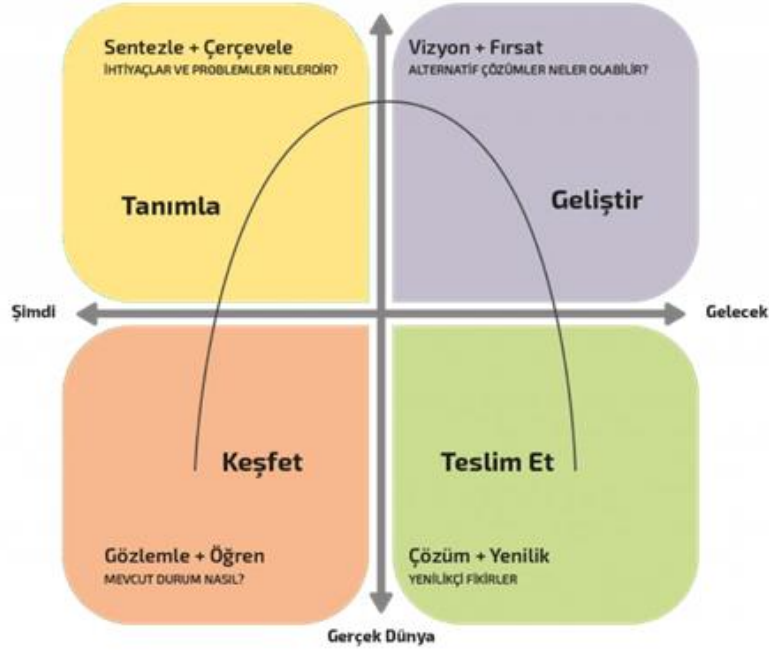 Sentezle + Çerçevele
İHTİYAÇLAR VE PROBLEMLER NELERDİR?
Tanımla
Vizyon + Fırsat
ALTERNATİF ÇÖZÜMLER NELER OLABİLİR?
Geliştir
Şimdi
Gelecek
Keşfet
Gözlemle + Öğren
MEVCUT DURUM NASIL?
Teslim Et
Çözüm + Yenilik
YENİLİKÇİ FİKİRLER
Gerçek Dünya